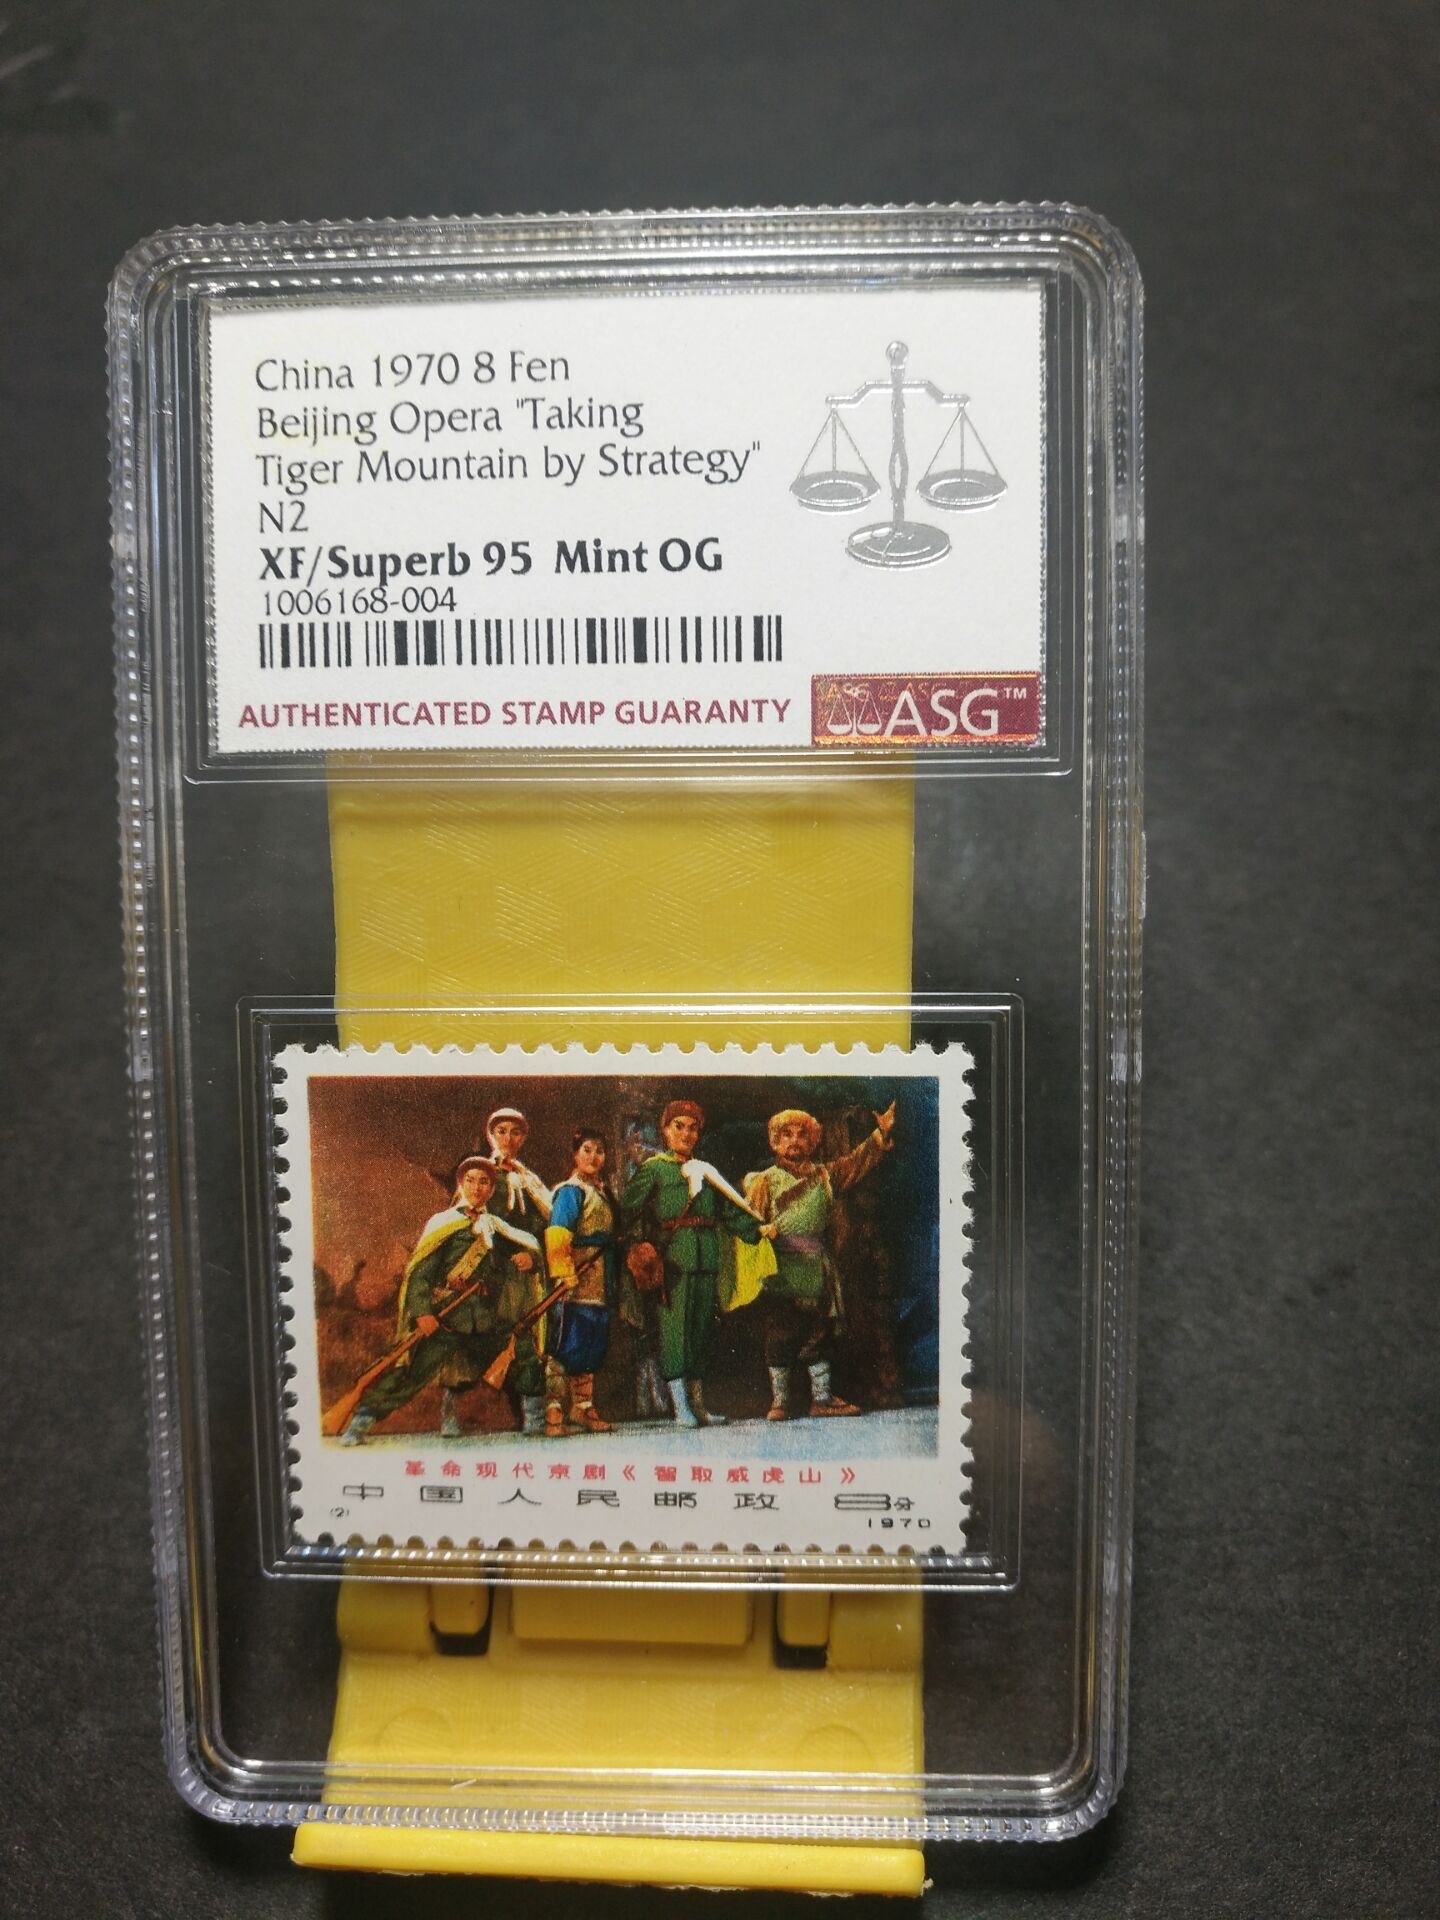 China 1970 8 Fen
Beijing Opera "Taking
Tiger Mountain by Strategy"
N2
XF/Superb 95 Mint OG
1006168-004
AUTHENTICATED STAMP GUARANTY
ASG™
革命现代京剧《智取威虎山》
中国人民邮政 8分
(2)
1970